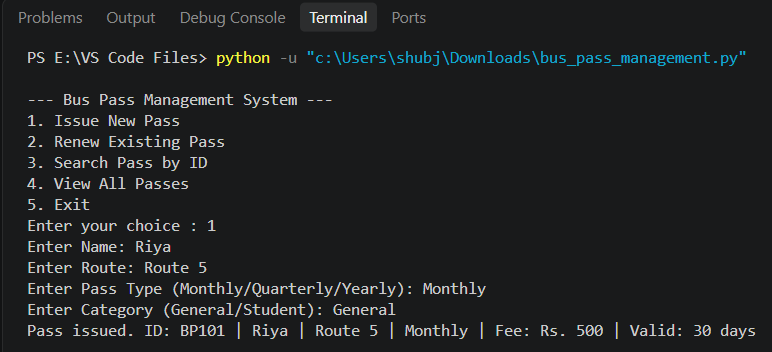 Problems Output Debug Console Terminal Ports
PS E:\VS Code Files> python -u "c:\Users\shubj\Downloads\bus_pass_management.py"
--- Bus Pass Management System ---
1. Issue New Pass
2. Renew Existing Pass
3. Search Pass by ID
4. View All Passes
5. Exit
Enter your choice : 1
Enter Name: Riya
Enter Route: Route 5
Enter Pass Type (Monthly/Quarterly/Yearly): Monthly
Enter Category (General/Student): General
Pass issued. ID: BP101 | Riya | Route 5 | Monthly | Fee: Rs. 500 | Valid: 30 days